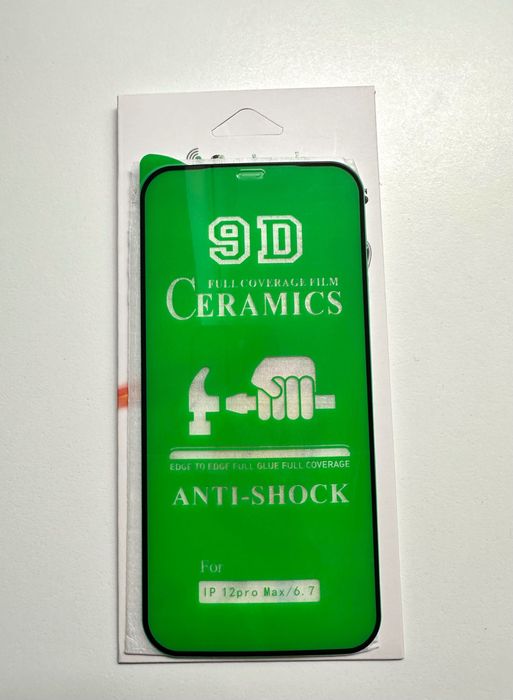 9D
FULL COVERAGE FILM
CERAMICS
EDGE TO EDGE FULL GLUE FULL COVERAGE
ANTI-SHOCK
For
IP 12pro Max/6.7